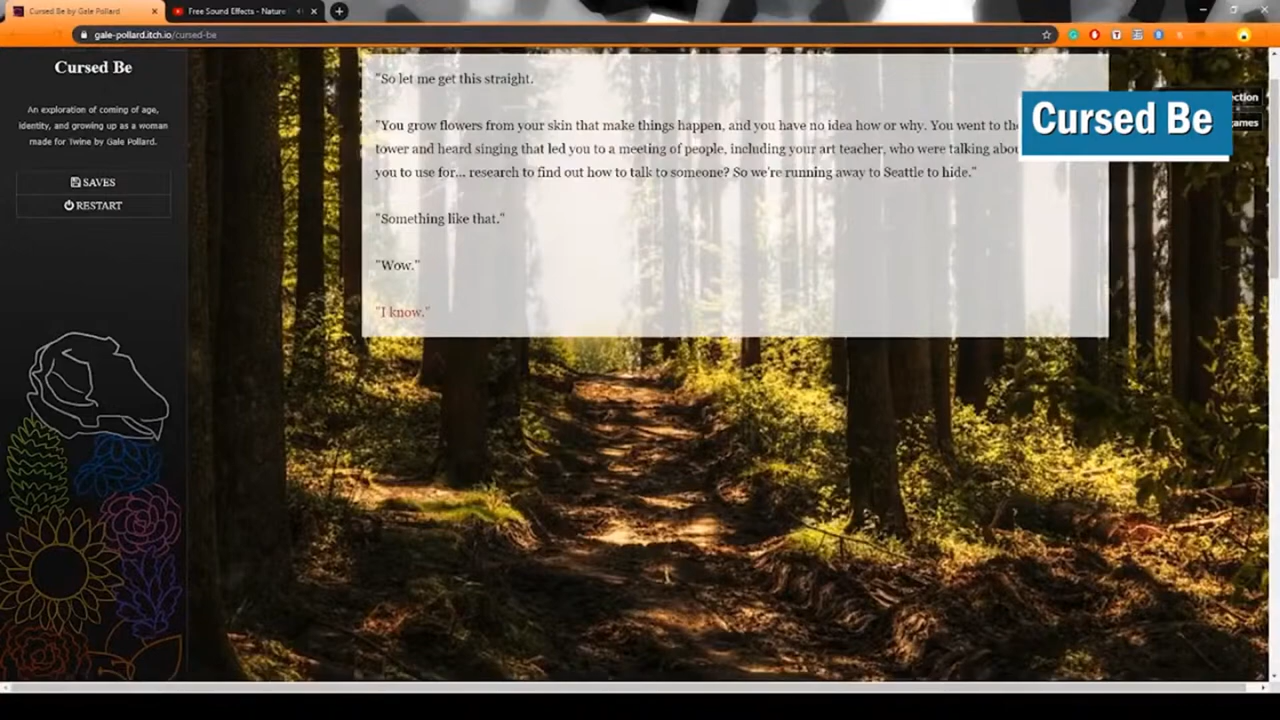 Cursed Be by Gale Pollard
Free Sound Effects - Nature
gale-pollard.itch.io/cursed-be
Cursed Be
An exploration of coming of age,
identity, and growing up as a woman
made for Twine by Gale Pollard.
SAVES
RESTART
"So let me get this straight.
"You grow flowers from your skin that make things happen, and you have no idea how or why. You went to the
tower and heard singing that led you to a meeting of people, including your art teacher, who were talking abou
you to use for... research to find out how to talk to someone? So we're running away to Seattle to hide."
"Something like that."
"Wow."
"I know."
Cursed Be